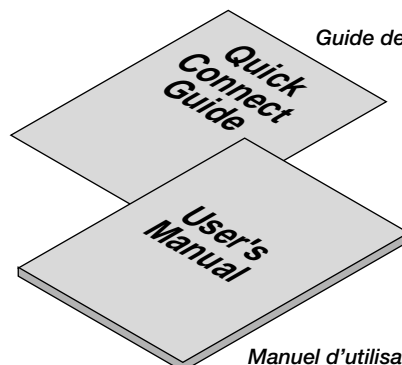 Guide de
Quick
Connect
Guide
User's
Manual
Manuel d'utilisa